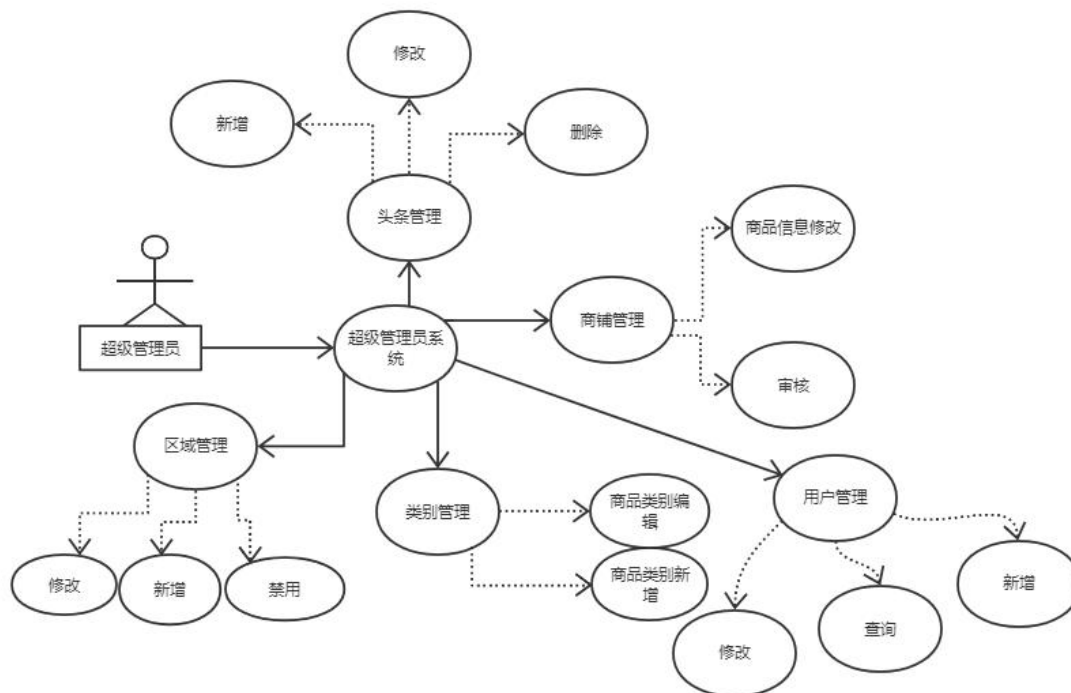 修改
新增
删除
头条管理
商品信息修改
超级管理员
超级管理员系
统
商铺管理
审核
区域管理
类别管理
商品类别编
辑
用户管理
修改
新增
禁用
商品类别新
增
新增
修改
查询